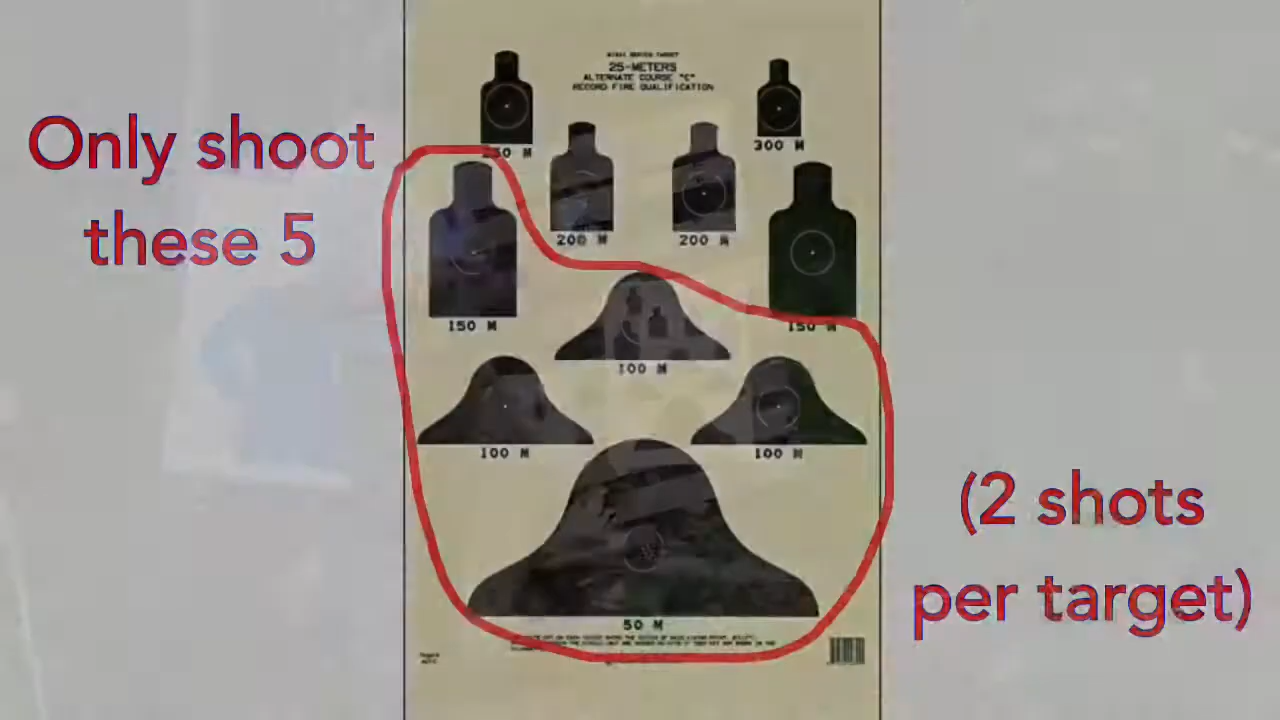 25-METERS
ALTERNATE COURSE "C"
RECORD FIRE QUALIFICATION
Only shoot
these 5
300 M
200 M
200 M
150 M
150 M
100 M
100 M
100 M
50 M
(2 shots
per target)